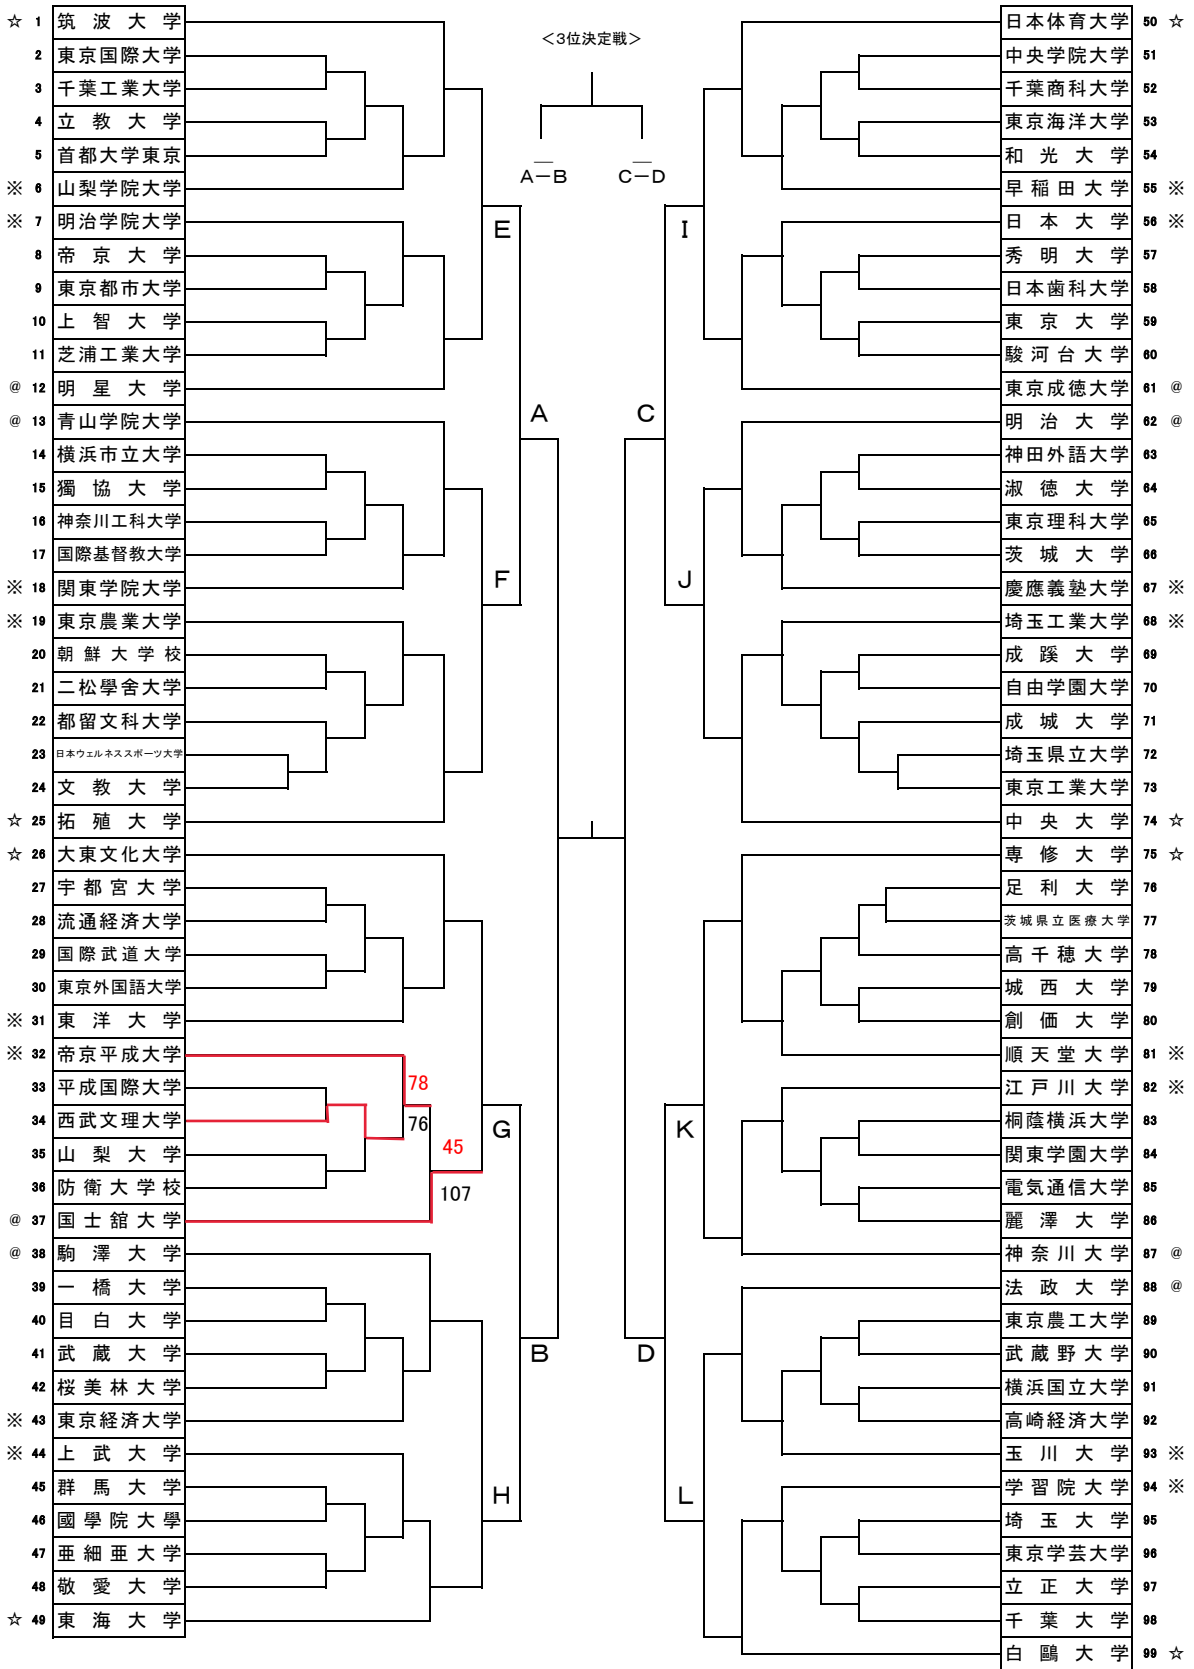 ＜3位決定戦＞
A－B C－D
☆ 1 筑波大学
2 東京国際大学
3 千葉工業大学
4 立教大学
5 首都大学東京
※ 6 山梨学院大学
※ 7 明治学院大学
8 帝京大学
9 東京都市大学
10 上智大学
11 芝浦工業大学
@ 12 明星大学
@ 13 青山学院大学
14 横浜市立大学
15 獨協大学
16 神奈川工科大学
17 国際基督教大学
※ 18 関東学院大学
※ 19 東京農業大学
20 朝鮮大学校
21 二松學舍大学
22 都留文科大学
23 日本ウェルネススポーツ大学
24 文教大学
☆ 25 拓殖大学
☆ 26 大東文化大学
27 宇都宮大学
28 流通経済大学
29 国際武道大学
30 東京外国語大学
※ 31 東洋大学
※ 32 帝京平成大学
33 平成国際大学
34 西武文理大学
35 山梨大学
36 防衛大学校
@ 37 国士舘大学
@ 38 駒澤大学
39 一橋大学
40 目白大学
41 武蔵大学
42 桜美林大学
※ 43 東京経済大学
※ 44 上武大学
45 群馬大学
46 國學院大學
47 亜細亜大学
48 敬愛大学
☆ 49 東海大学
E
A
F
78
76
45
107
G
B
H
I
C
J
K
D
L
日本体育大学 50 ☆
中央学院大学 51
千葉商科大学 52
東京海洋大学 53
和光大学 54
早稲田大学 55 ※
日本大学 56 ※
秀明大学 57
日本歯科大学 58
東京大学 59
駿河台大学 60
東京成徳大学 61 @
明治大学 62 @
神田外語大学 63
淑徳大学 64
東京理科大学 65
茨城大学 66
慶應義塾大学 67 ※
埼玉工業大学 68 ※
成蹊大学 69
自由学園大学 70
成城大学 71
埼玉県立大学 72
東京工業大学 73
中央大学 74 ☆
専修大学 75 ☆
足利大学 76
茨城県立医療大学 77
高千穂大学 78
城西大学 79
創価大学 80
順天堂大学 81 ※
江戸川大学 82 ※
桐蔭横浜大学 83
関東学園大学 84
電気通信大学 85
麗澤大学 86
神奈川大学 87 @
法政大学 88 @
東京農工大学 89
武蔵野大学 90
横浜国立大学 91
高崎経済大学 92
玉川大学 93 ※
学習院大学 94 ※
埼玉大学 95
東京学芸大学 96
立正大学 97
千葉大学 98
白鷗大学 99 ☆